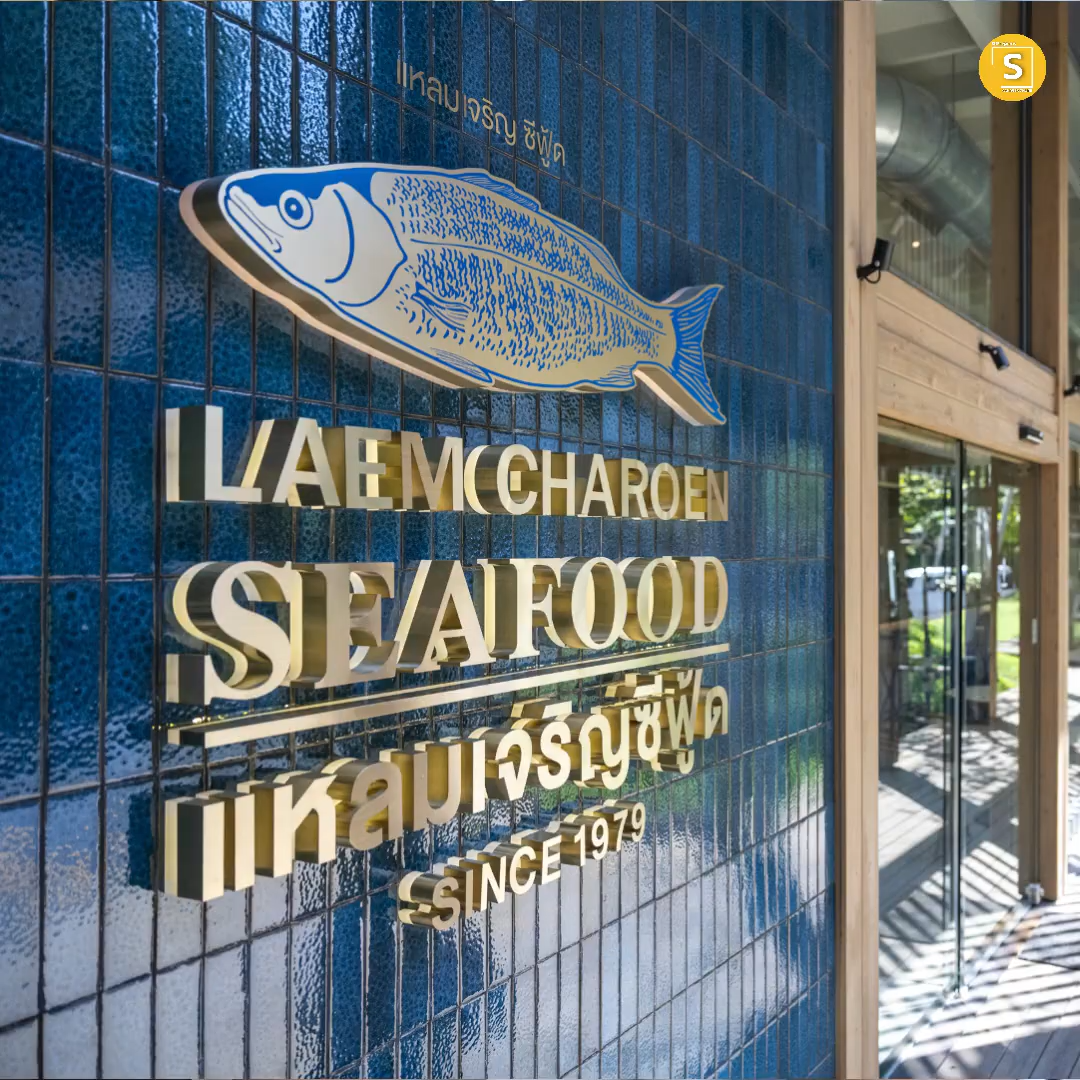 แหลมเจริญ ซีฟู้ด
S
LAEM CHAROEN
SEAFOOD
แหลมเจริญซีฟู้ด
SINCE 1979